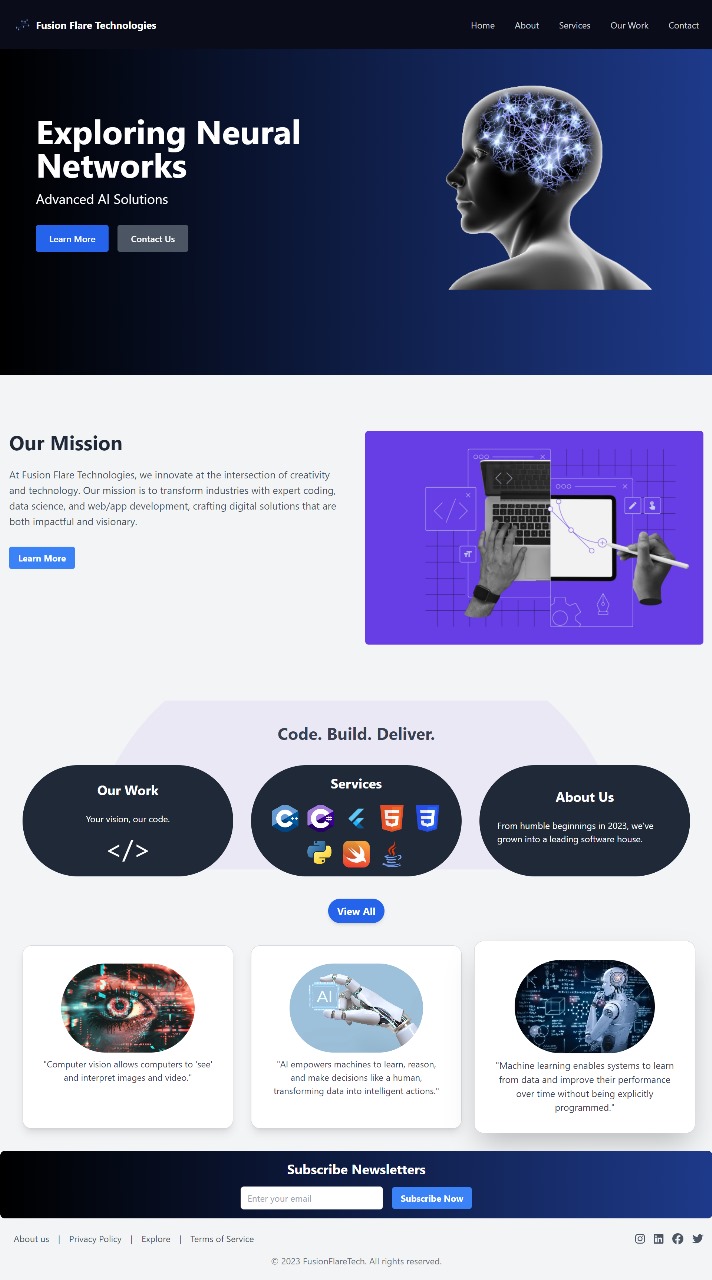 Fusion Flare Technologies
Home
About
Services
Our Work
Contact
Exploring Neural
Networks
Advanced AI Solutions
Learn More
Contact Us
Our Mission
At Fusion Flare Technologies, we innovate at the intersection of creativity
and technology. Our mission is to transform industries with expert coding,
data science, and web/app development, crafting digital solutions that are
both impactful and visionary.
Learn More
</>
<>
TT
Code. Build. Deliver.
Our Work
Your vision, our code.
</>
Services
C++
C#
5
3
About Us
From humble beginnings in 2023, we've
grown into a leading software house.
View All
"Computer vision allows computers to 'see'
and interpret images and video."
AI
"AI empowers machines to learn, reason,
and make decisions like a human,
transforming data into intelligent actions."
"Machine learning enables systems to learn
from data and improve their performance
over time without being explicitly
programmed."
Subscribe Newsletters
Enter your email
Subscribe Now
About us | Privacy Policy | Explore | Terms of Service
© 2023 FusionFlareTech. All rights reserved.